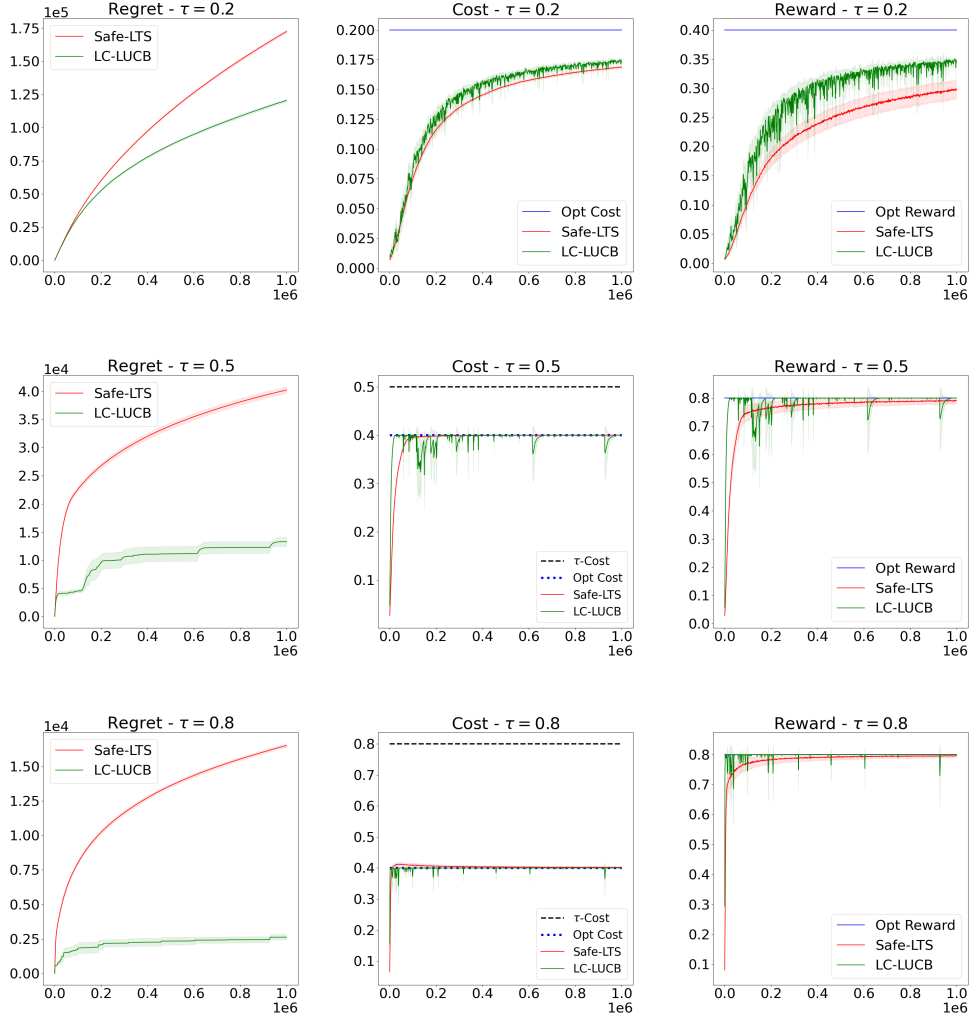 Regret - τ = 0.2
1e5
1.75
1.50
1.25
1.00
0.75
0.50
0.25
0.00
Safe-LTS
LC-LUCB
0.0 0.2 0.4 0.6 0.8 1.0
1e6
Cost - τ = 0.2
0.200
0.175
0.150
0.125
0.100
0.075
0.050
0.025
0.000
Opt Cost
Safe-LTS
LC-LUCB
0.0 0.2 0.4 0.6 0.8 1.0
1e6
Reward - τ = 0.2
0.40
0.35
0.30
0.25
0.20
0.15
0.10
0.05
0.00
Opt Reward
Safe-LTS
LC-LUCB
0.0 0.2 0.4 0.6 0.8 1.0
1e6
Regret - τ = 0.5
1e4
4.0
3.5
3.0
2.5
2.0
1.5
1.0
0.5
0.0
Safe-LTS
LC-LUCB
0.0 0.2 0.4 0.6 0.8 1.0
1e6
Cost - τ = 0.5
0.5
0.4
0.3
0.2
0.1
τ-Cost
Opt Cost
Safe-LTS
LC-LUCB
0.0 0.2 0.4 0.6 0.8 1.0
1e6
Reward - τ = 0.5
0.8
0.7
0.6
0.5
0.4
0.3
0.2
0.1
0.0
Opt Reward
Safe-LTS
LC-LUCB
0.0 0.2 0.4 0.6 0.8 1.0
1e6
Regret - τ = 0.8
1e4
1.50
1.25
1.00
0.75
0.50
0.25
0.00
Safe-LTS
LC-LUCB
0.0 0.2 0.4 0.6 0.8 1.0
1e6
Cost - τ = 0.8
0.8
0.7
0.6
0.5
0.4
0.3
0.2
0.1
τ-Cost
Opt Cost
Safe-LTS
LC-LUCB
0.0 0.2 0.4 0.6 0.8 1.0
1e6
Reward - τ = 0.8
0.8
0.7
0.6
0.5
0.4
0.3
0.2
0.1
Opt Reward
Safe-LTS
LC-LUCB
0.0 0.2 0.4 0.6 0.8 1.0
1e6